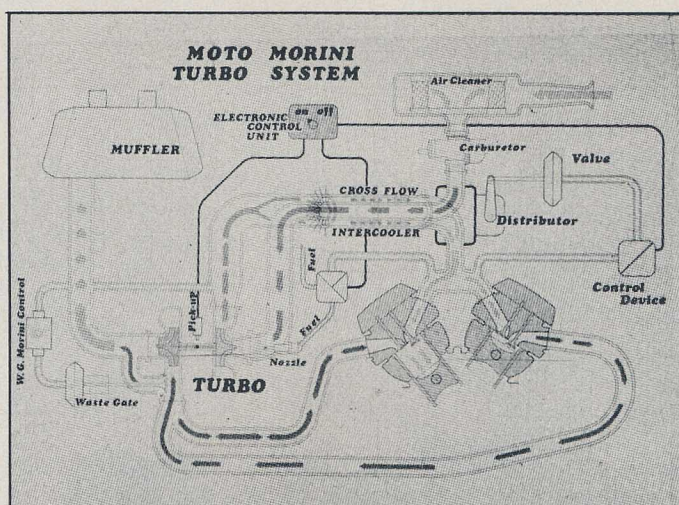 MOTO MORINI
TURBO SYSTEM
Air Cleaner
on off
ELECTRONIC
CONTROL
UNIT
MUFFLER
Carburetor
Valve
CROSS FLOW
Distributor
INTERCOOLER
Fuel
Control
Device
W.G. Morini Control
Pick-up
Fuel
Nozzle
TURBO
Waste Gate